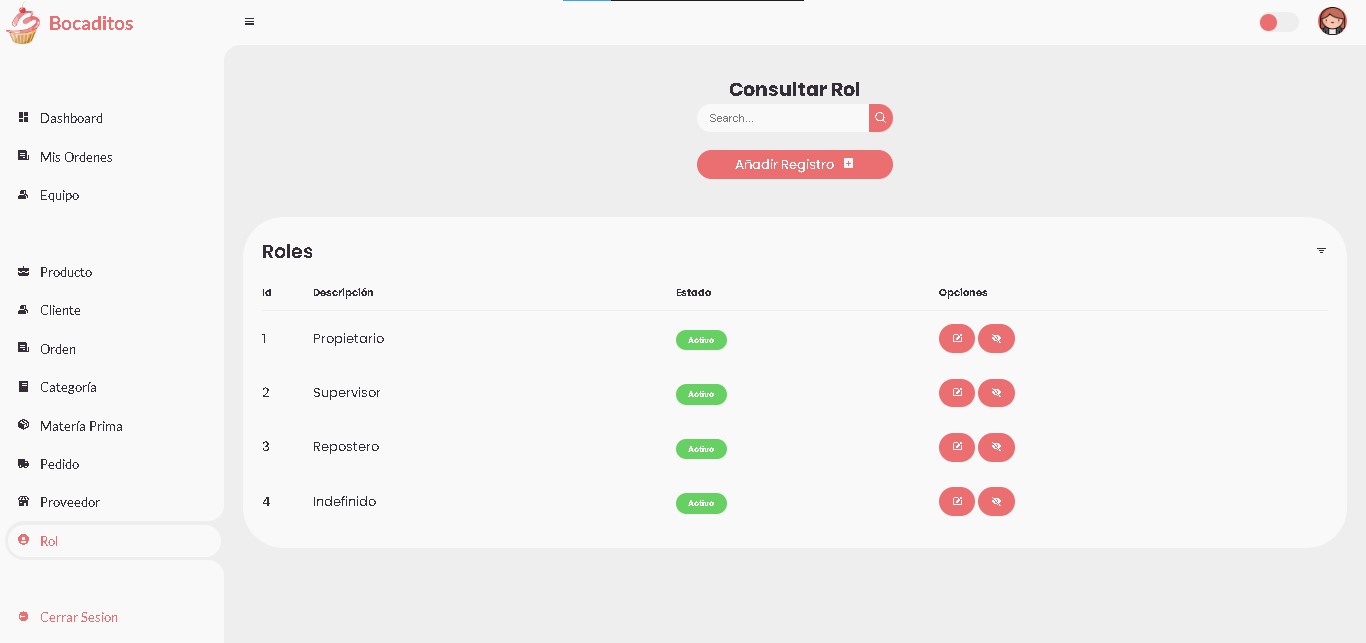 Bocaditos
Dashboard
Mis Ordenes
Equipo
Producto
Cliente
Orden
Categoría
Matería Prima
Pedido
Proveedor
Rol
Cerrar Sesion
Consultar Rol
Search...
Añadir Registro
Roles
Id Descripción Estado Opciones
1 Propietario Activo
2 Supervisor Activo
3 Repostero Activo
4 Indefinido Activo